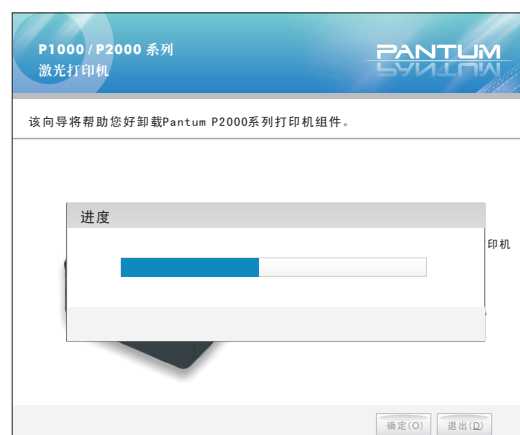 P1000 / P2000 系列
激光打印机
PANTUM
该向导将帮助您好卸载Pantum P2000系列打印机组件。
进度
印机
确定(O) 退出(D)